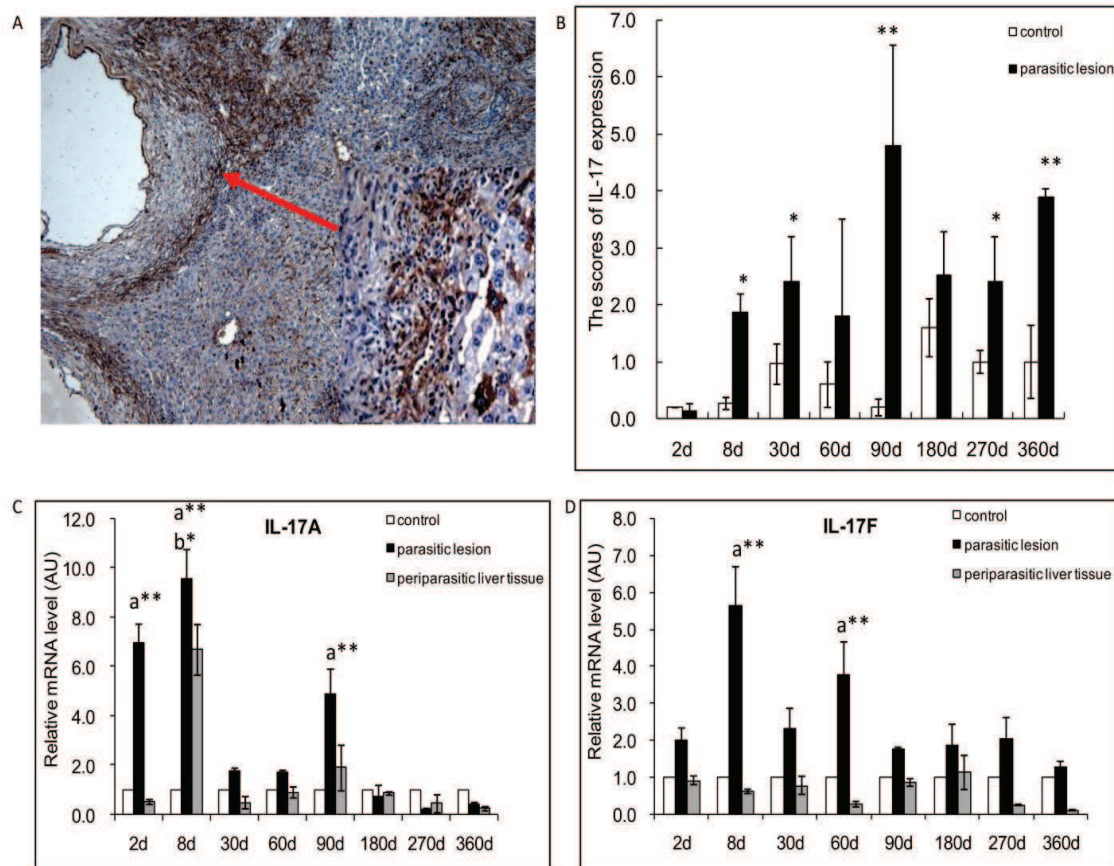 A
B
The scores of IL-17 expression
7.0
6.0
5.0
4.0
3.0
2.0
1.0
0.0
control
parasitic lesion
*
*
**
*
**
2d 8d 30d 60d 90d 180d 270d 360d
C
IL-17A
Relative mRNA level (AU)
12.0
10.0
8.0
6.0
4.0
2.0
0.0
control
parasitic lesion
periparasitic liver tissue
a**
a**
b*
a**
2d 8d 30d 60d 90d 180d 270d 360d
D
IL-17F
Relative mRNA level (AU)
8.0
7.0
6.0
5.0
4.0
3.0
2.0
1.0
0.0
control
parasitic lesion
periparasitic liver tissue
a**
a**
2d 8d 30d 60d 90d 180d 270d 360d